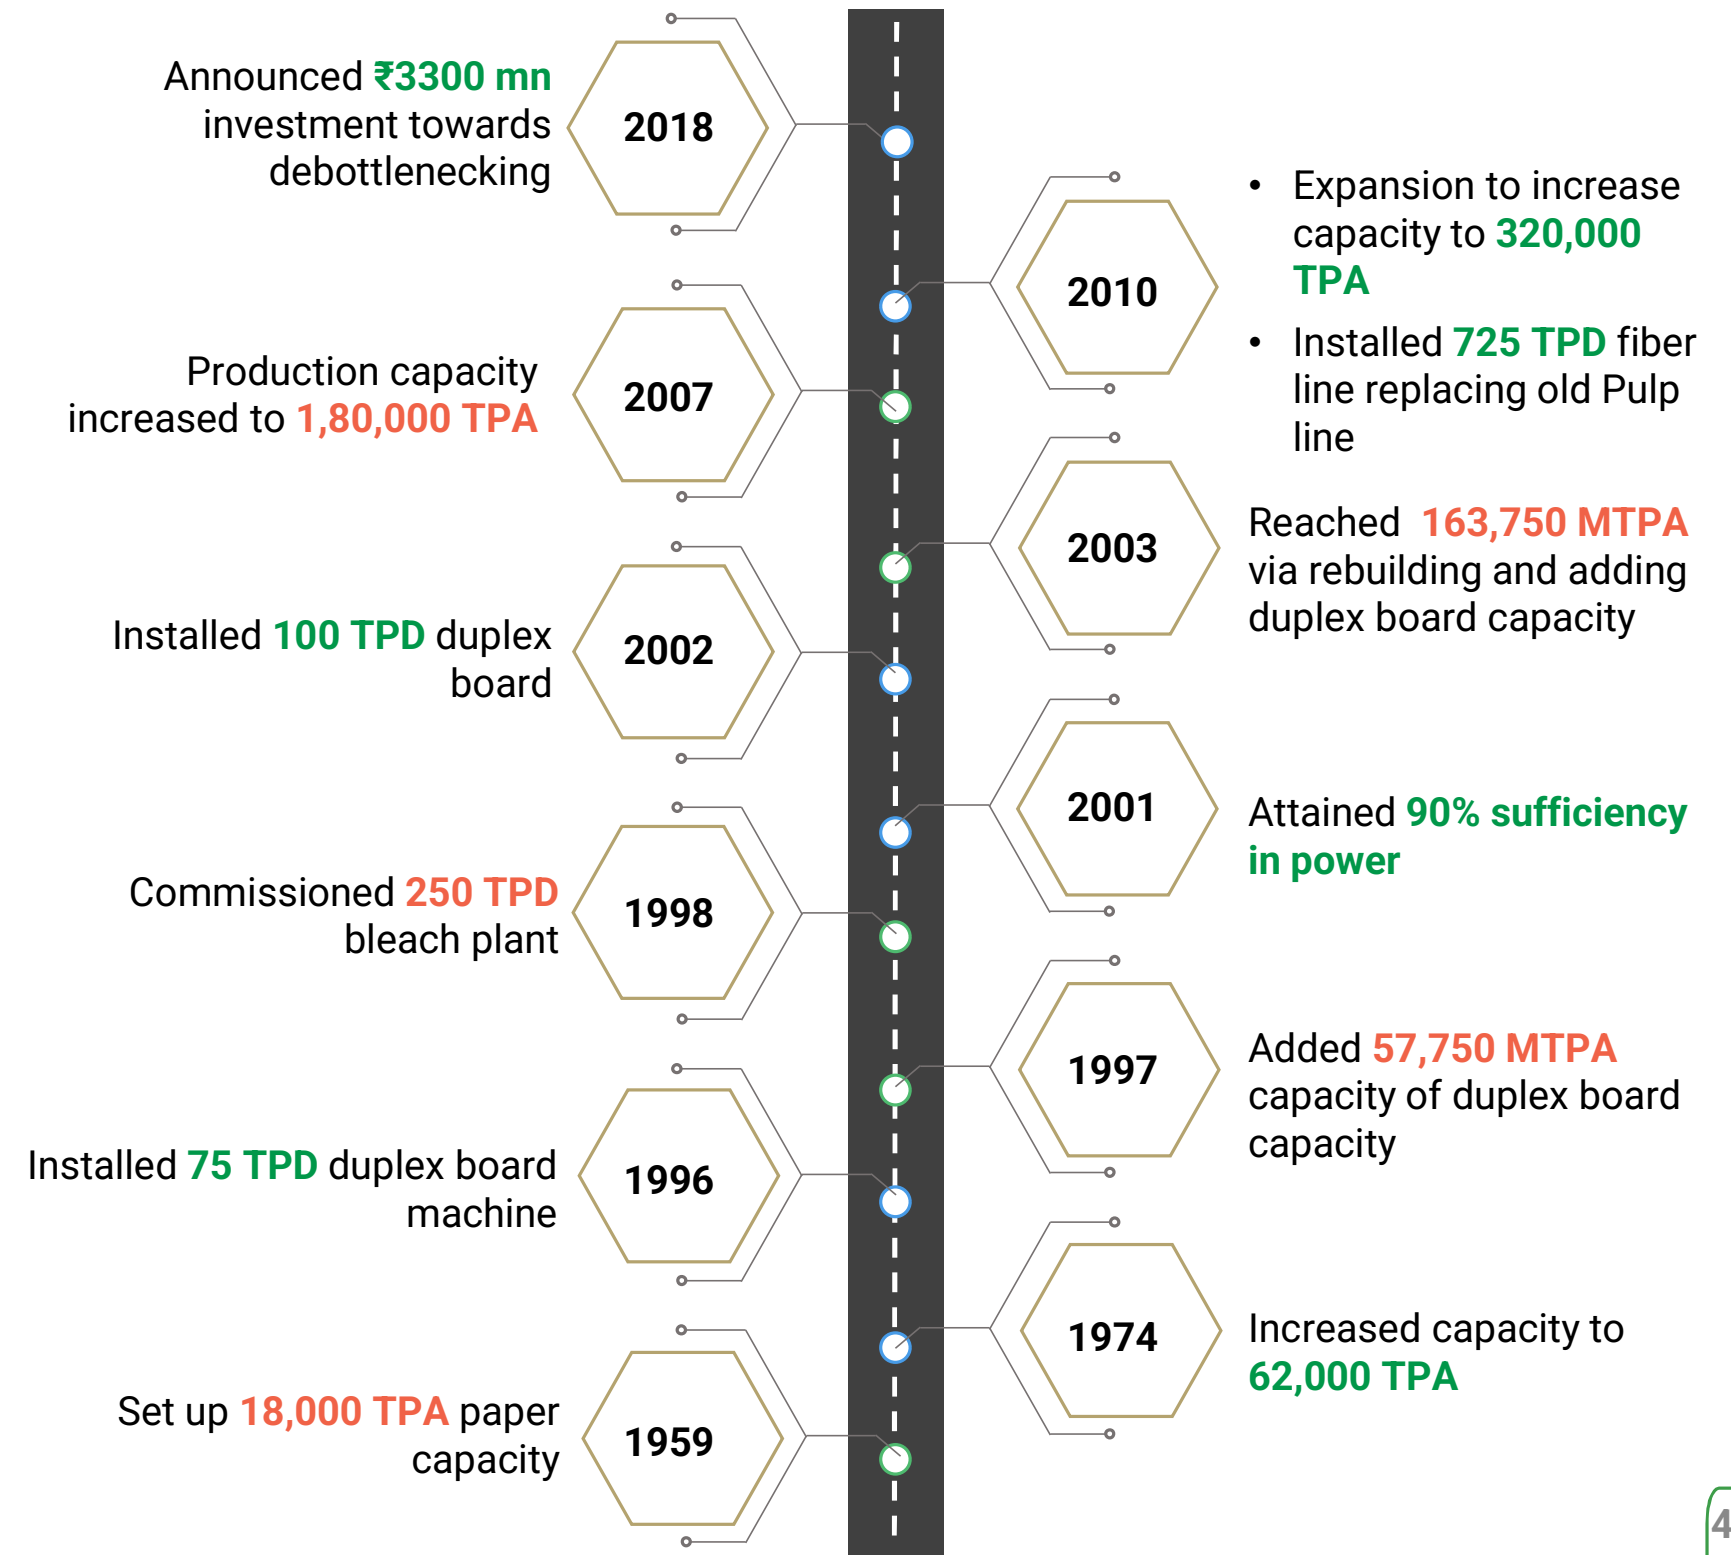 Announced ₹3300 mn
investment towards
debottlenecking
2018
• Expansion to increase
capacity to 320,000
TPA
• Installed 725 TPD fiber
line replacing old Pulp
line
2010
Production capacity
increased to 1,80,000 TPA
2007
2003
Reached 163,750 MTPA
via rebuilding and adding
duplex board capacity
Installed 100 TPD duplex
board
2002
2001
Attained 90% sufficiency
in power
Commissioned 250 TPD
bleach plant
1998
1997
Added 57,750 MTPA
capacity of duplex board
capacity
Installed 75 TPD duplex board
machine
1996
1974
Increased capacity to
62,000 TPA
Set up 18,000 TPA paper
capacity
1959
4